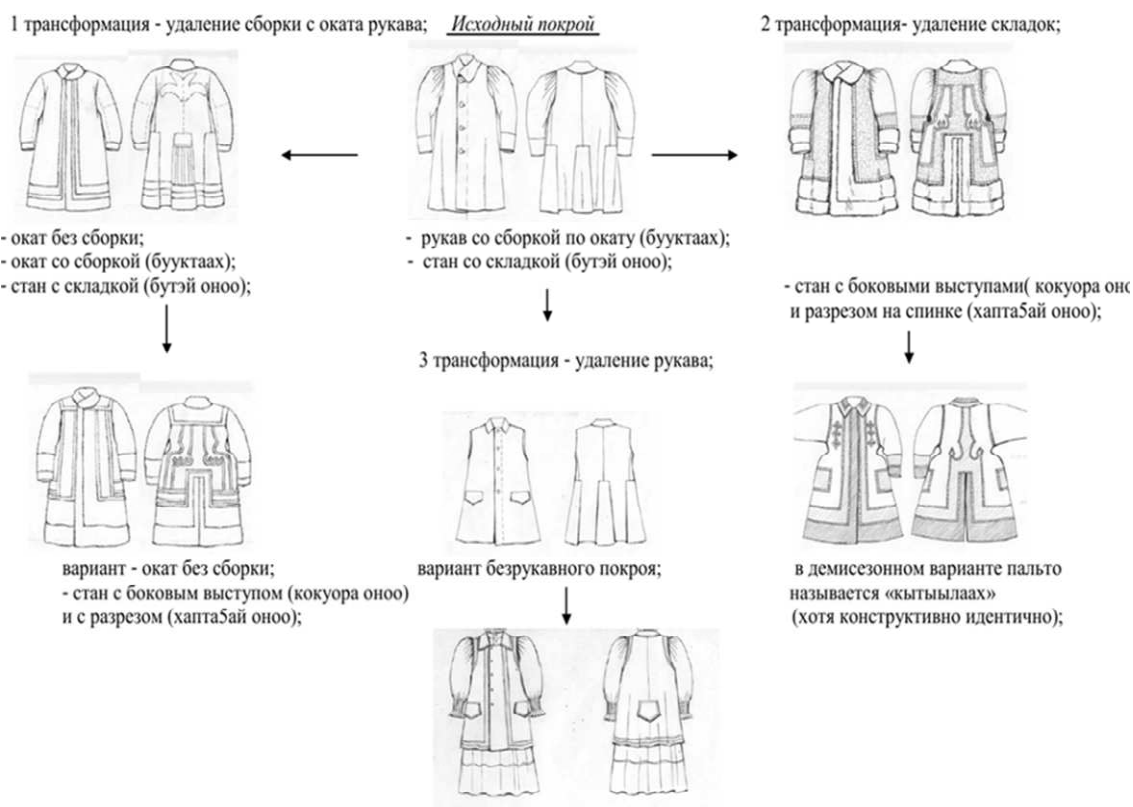 1 трансформация - удаление сборки с оката рукава;
Исходный покрой
2 трансформация- удаление складок;
- окат без сборки;
- окат со сборкой (бууктаах);
- стан с складкой (бутэй оноо);
- рукав со сборкой по окату (бууктаах);
- стан со складкой (бутэй оноо);
- стан с боковыми выступами( кокуора оно
и разрезом на спинке (хапта5ай оноо);
3 трансформация - удаление рукава;
вариант - окат без сборки;
- стан с боковым выступом (кокуора оноо)
и с разрезом (хапта5ай оноо);
вариант безрукавного покроя;
в демисезонном варианте пальто
называется «кытыылаах»
(хотя конструктивно идентично);